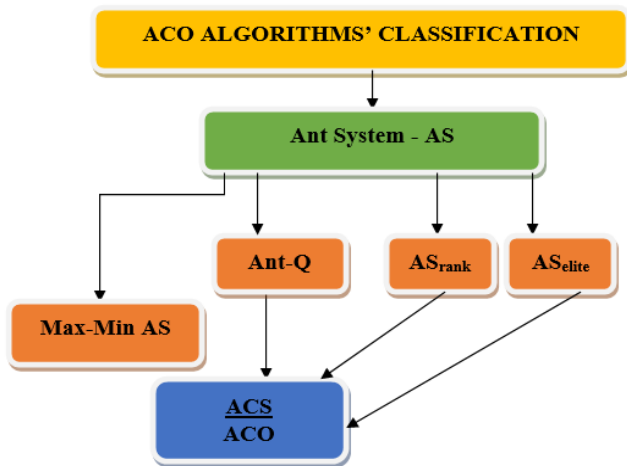 ACO ALGORITHMS’ CLASSIFICATION
Ant System - AS
Ant-Q
ASrank
ASelite
Max-Min AS
ACS
ACO